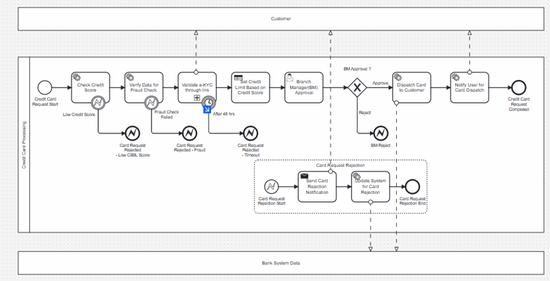 Customer
Credit Card Processing
Credit Card
Request Start
Check Credit
Score
Low Credit Score
Credit Card
Request Rejected
- Low CIBIL Score
Verify Data for
Fraud Check
Fraud Check
Failed
Credit Card
Request
Rejected - Fraud
Validate e-KYC
through link
After 48 hrs
Credit Card
Request
Rejected
- Timeout
Set Credit
Limit Based on
Credit Score
Branch
Manager(BM)
Approval
BM Approval ?
Approve
Reject
BM Reject
Dispatch Card
to Customer
Notify User for
Card Dispatch
Credit Card
Request
Completed
Card Request Rejection
Card Request
Rejection Start
Send Card
Rejection
Notification
Update System
for Card
Rejection
Card Request
Rejection End
Bank System Data